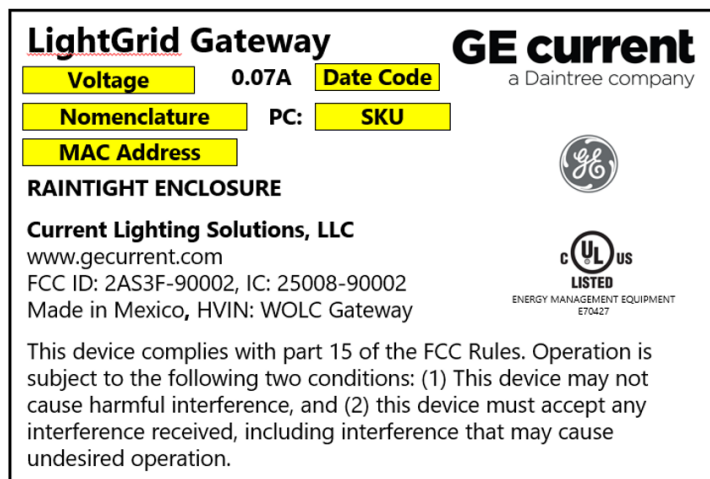 LightGrid Gateway
GE current
a Daintree company
Voltage 0.07A Date Code
Nomenclature PC: SKU
MAC Address
RAINTIGHT ENCLOSURE
GE
Current Lighting Solutions, LLC
www.gecurrent.com
FCC ID: 2AS3F-90002, IC: 25008-90002
Made in Mexico, HVIN: WOLC Gateway
C UL US
LISTED
ENERGY MANAGEMENT EQUIPMENT
E70427
This device complies with part 15 of the FCC Rules. Operation is
subject to the following two conditions: (1) This device may not
cause harmful interference, and (2) this device must accept any
interference received, including interference that may cause
undesired operation.